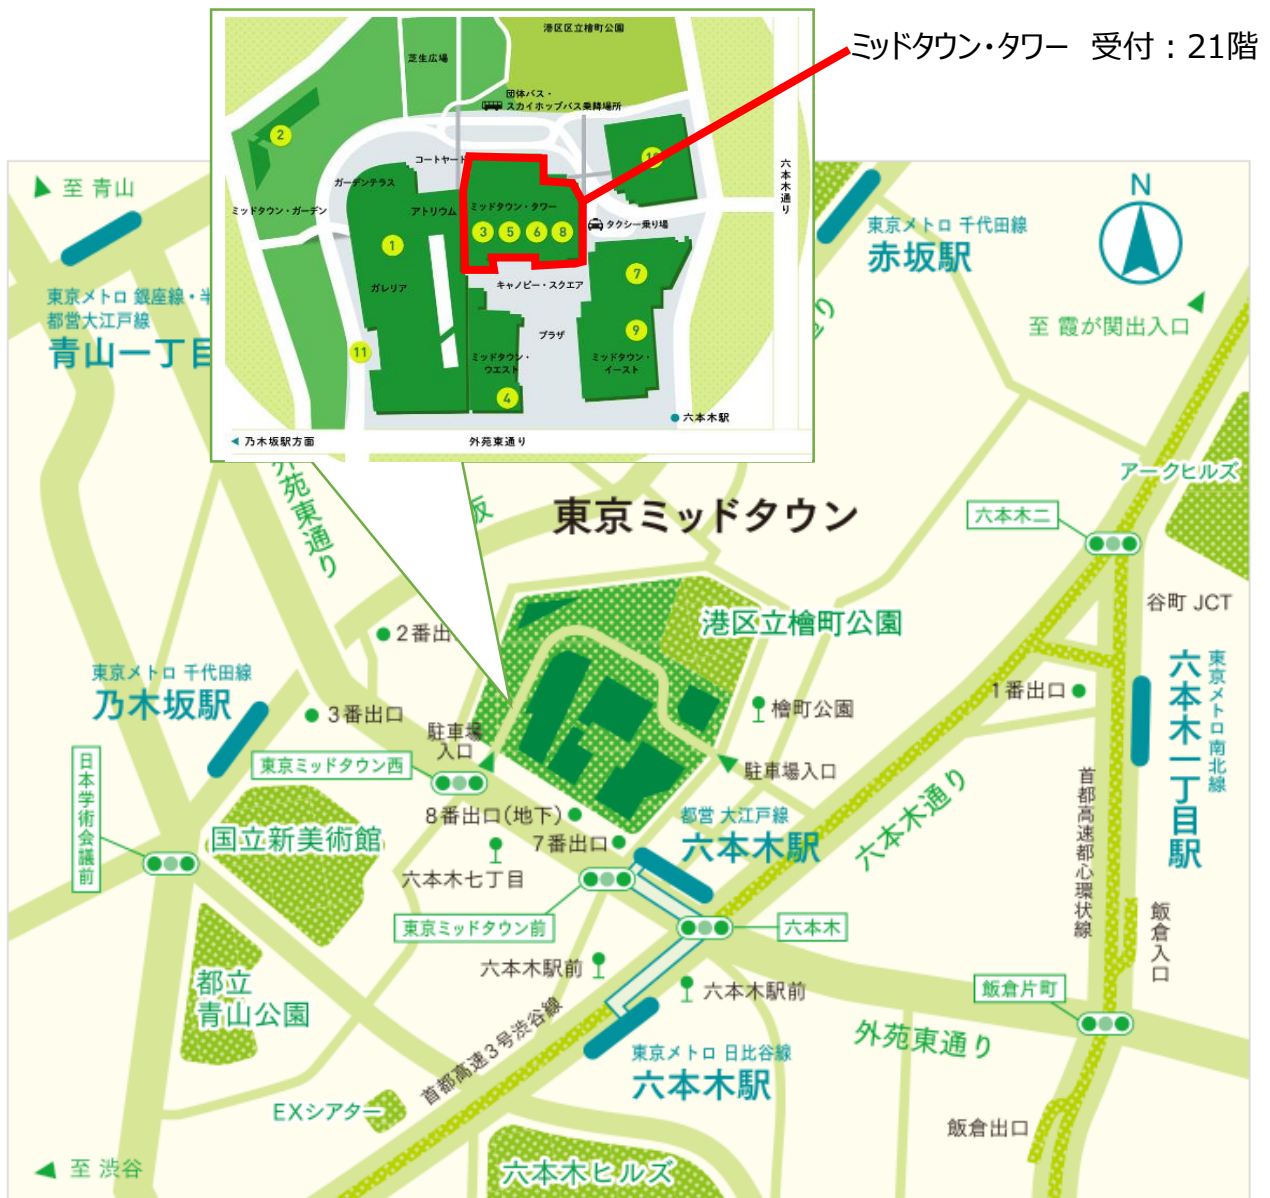 ミッドタウン・タワー 受付：21階
港区区立檜町公園
芝生広場
団体バス・
スカイホップバス乗降場所
2
10
コートヤード
ガーデンテラス
六本木通り
ミッドタウン・ガーデン
アトリウム
ミッドタウン・タワー
タクシー乗り場
3 5 6 8
1
7
ガレリア
キャノピー・スクエア
プラザ
9
11
ミッドタウン・
ウエスト
ミッドタウン・
イースト
4
六本木駅
乃木坂駅方面
外苑東通り
至 青山
東京メトロ 銀座線・半
都営大江戸線
青山一丁目
東京メトロ 千代田線
赤坂駅
N
至 霞が関出入口
り
アークヒルズ
外苑東通り
坂
東京ミッドタウン
六本木二
谷町 JCT
港区立檜町公園
2番出
東京メトロ 千代田線
乃木坂駅
3番出口
駐車場
入口
檜町公園
1番出口
東京メトロ 南北線
六本木一丁目駅
東京ミッドタウン西
駐車場入口
日本学術会議前
国立新美術館
8番出口(地下)
7番出口
都営 大江戸線
六本木駅
六本木通り
首都高速都心環状線
六本木七丁目
東京ミッドタウン前
六本木
飯倉入口
六本木駅前
六本木駅前
都立
青山公園
飯倉片町
首都高速3号渋谷線
外苑東通り
東京メトロ 日比谷線
六本木駅
EXシアター
飯倉出口
至 渋谷
六本木ヒルズ